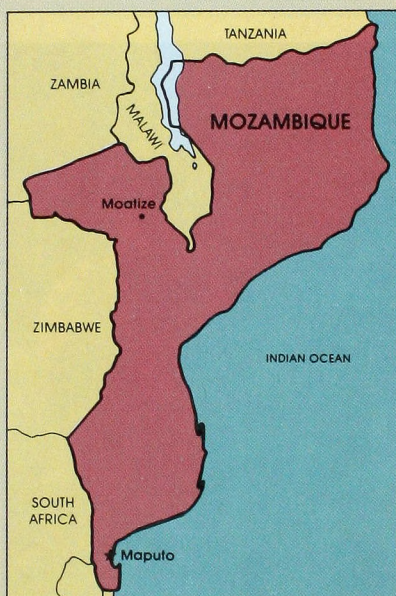 TANZANIA
ZAMBIA
MALAWI
MOZAMBIQUE
Moatize
ZIMBABWE
INDIAN OCEAN
SOUTH
AFRICA
Maputo